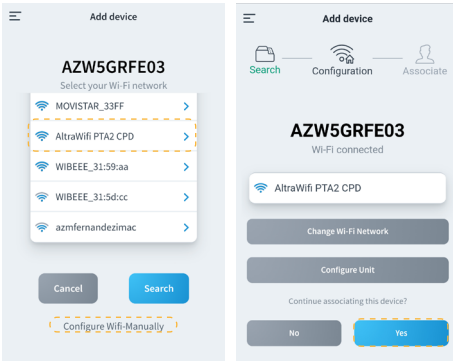 Add device
AZW5GRFE03
Select your Wi-Fi network
MOVISTAR_33FF
AltraWifi PTA2 CPD
WIBEEE_31:59:aa
WIBEEE_31:5d:cc
azmfernandezimac
Cancel
Search
Configure Wifi-Manually
Add device
Search
Configuration
Associate
AZW5GRFE03
Wi-Fi connected
AltraWifi PTA2 CPD
Change Wi-Fi Network
Configure Unit
Continue associating this device?
No
Yes